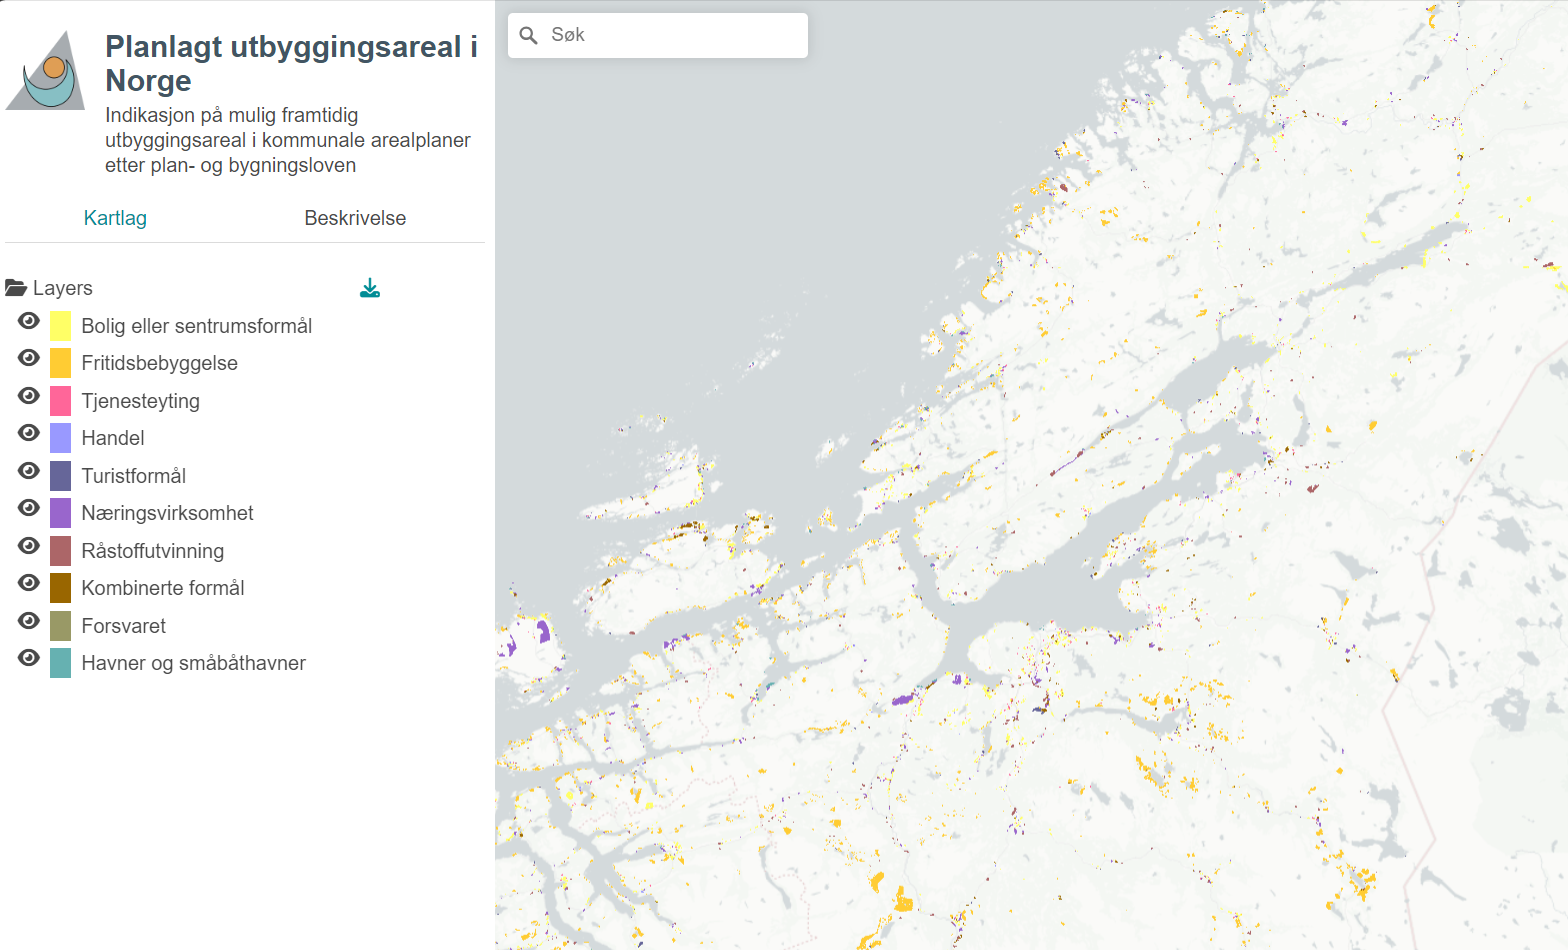 Planlagt utbyggingsareal i
Norge
Indikasjon på mulig framtidig
utbyggingsareal i kommunale arealplaner
etter plan- og bygningsloven
Kartlag
Beskrivelse
Layers
Bolig eller sentrumsformål
Fritidsbebyggelse
Tjenesteyting
Handel
Turistformål
Næringsvirksomhet
Råstoffutvinning
Kombinerte formål
Forsvaret
Havner og småbåthavner
Søk